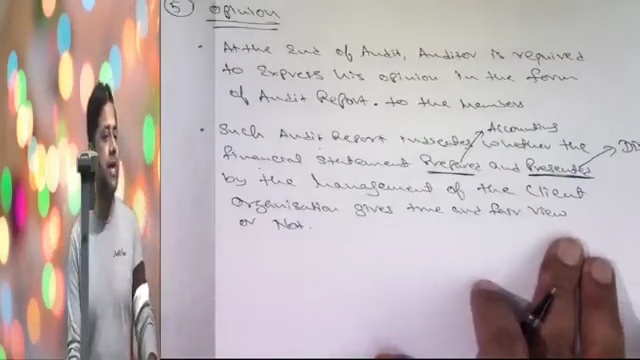 5 Opinion
• At the End of Audit, Auditor is required
to Express his opinion in the form
of Audit Report. to the Members
Accounting
• Such Audit Report indicates whether the
financial statement Prepared and Presented
by the Management of the Client
Organisation gives true and fair view
or Not.